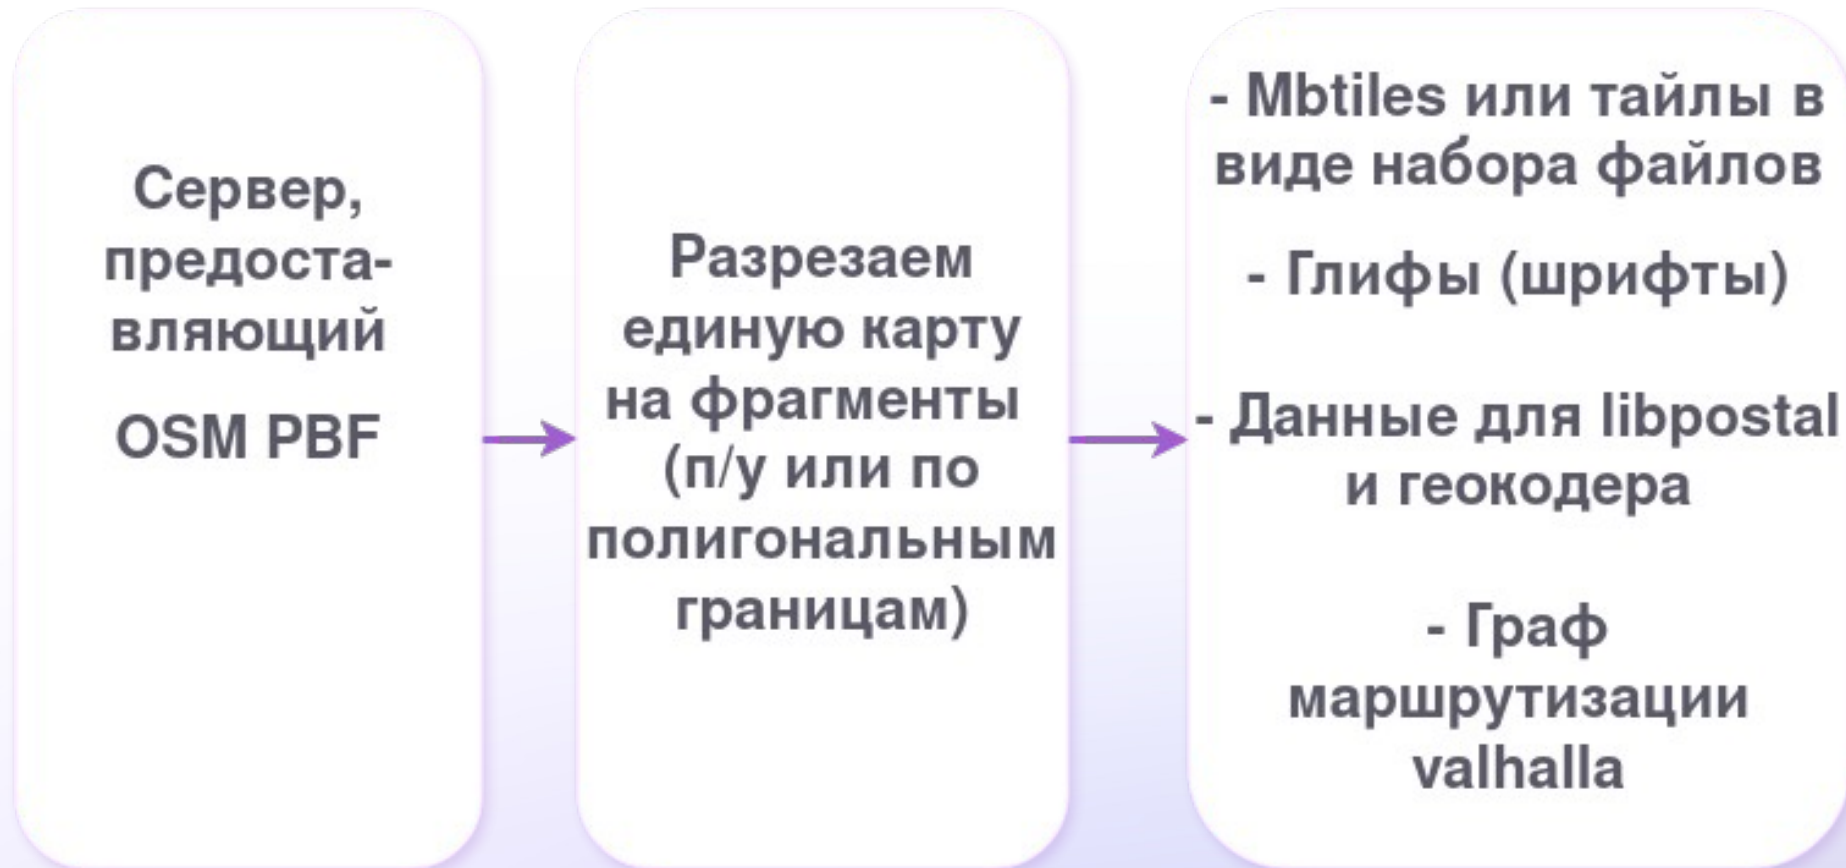 Сервер,
предоста-
вляющий
OSM PBF
Разрезаем
единую карту
на фрагменты
(п/у или по
полигональным
границам)
- Mbtiles или тайлы в
виде набора файлов
- Глифы (шрифты)
- Данные для libpostal
и геокодера
- Граф
маршрутизации
valhalla